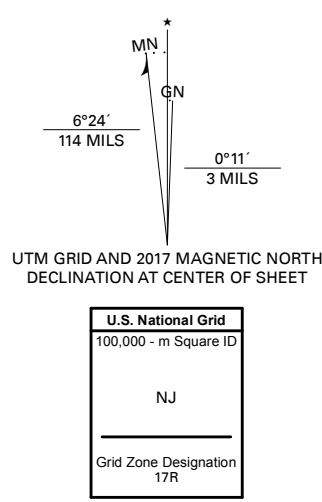 ★
MN
GN
6°24´
114 MILS
0°11´
3 MILS
UTM GRID AND 2017 MAGNETIC NORTH
DECLINATION AT CENTER OF SHEET
U.S. National Grid
100,000 - m Square ID
NJ
Grid Zone Designation
17R